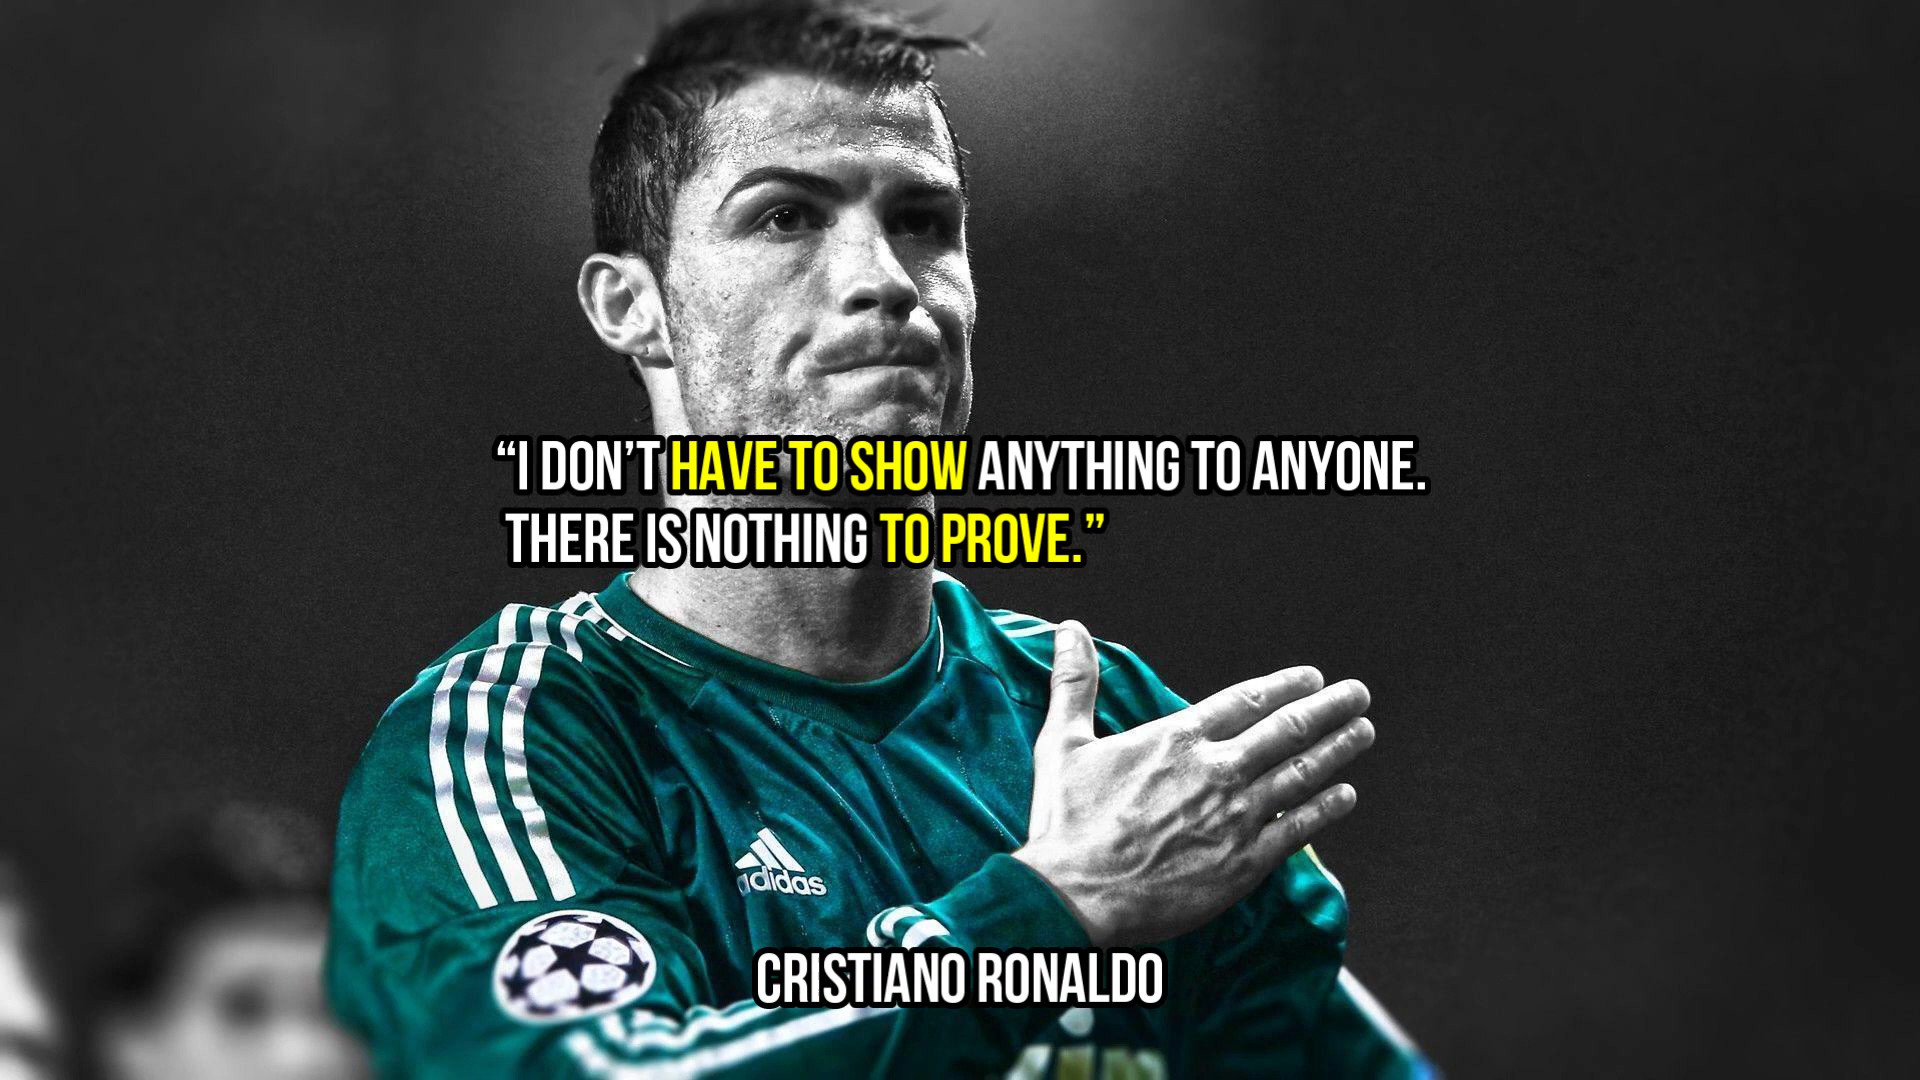 “I DON’T HAVE TO SHOW ANYTHING TO ANYONE.
THERE IS NOTHING TO PROVE.”
adidas
CRISTIANO RONALDO